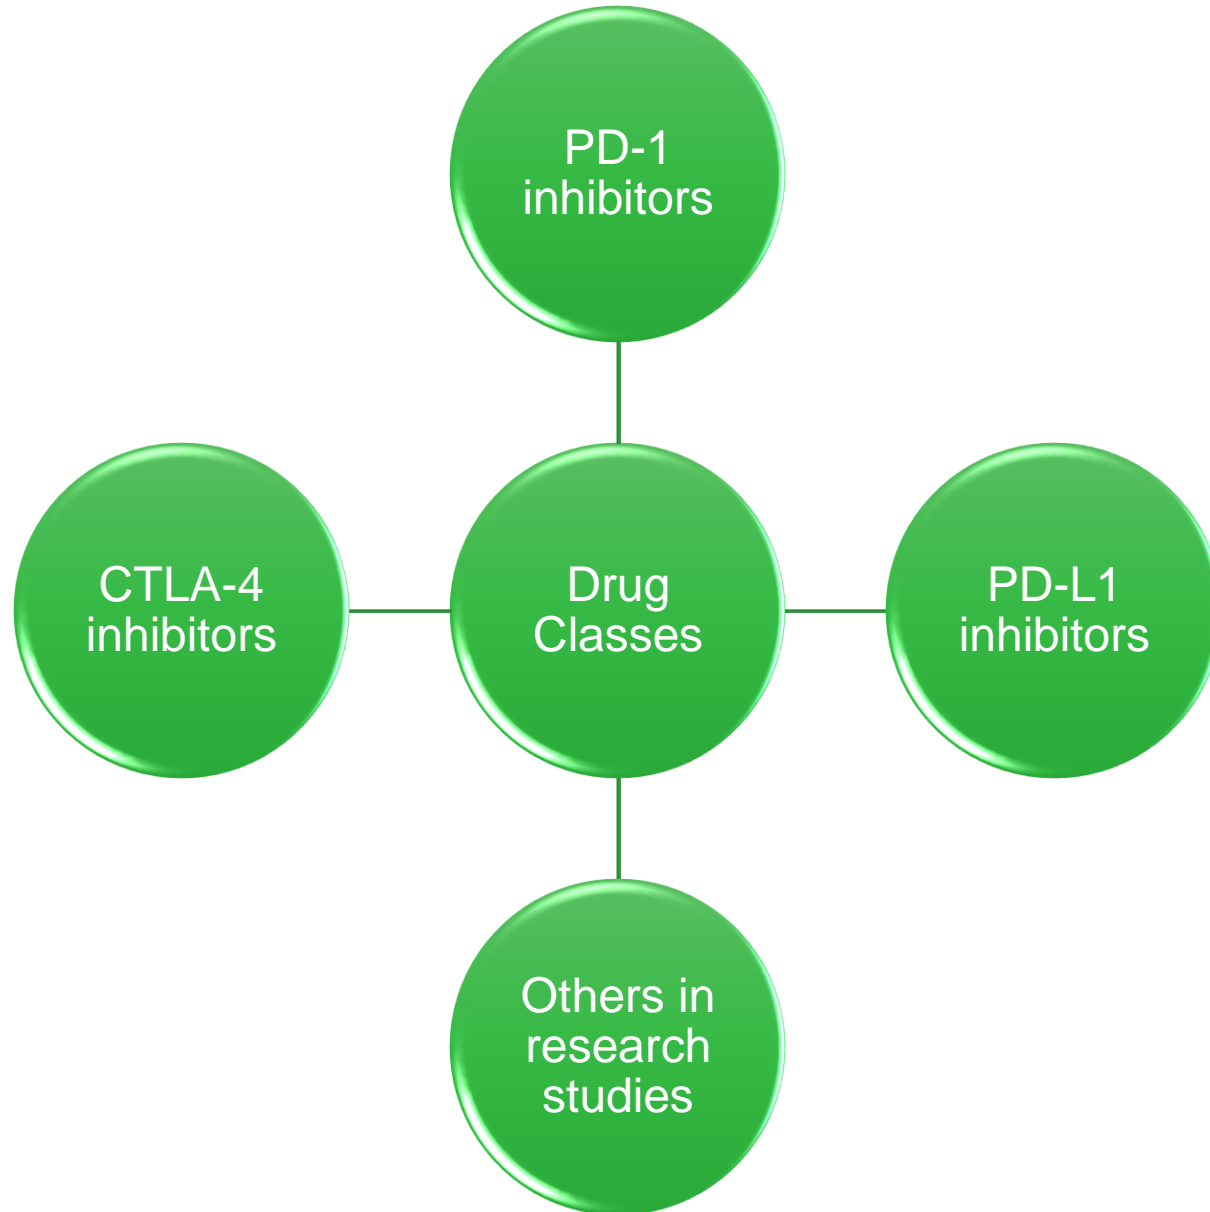 PD-1
inhibitors
CTLA-4
inhibitors
Drug
Classes
PD-L1
inhibitors
Others in
research
studies